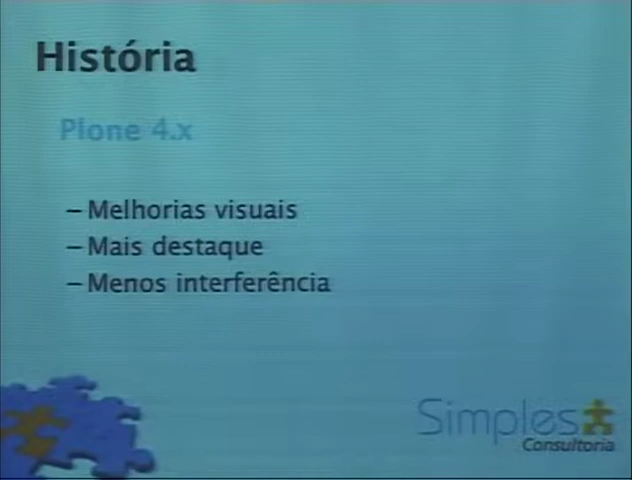 História
Plone 4.x
– Melhorias visuais
– Mais destaque
– Menos interferência
Simples
Consultoria